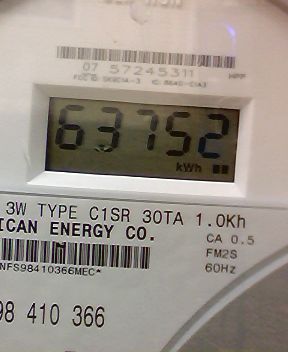 07 57245311
63752
kWh
3W TYPE C1SR 30TA 1.0Kh
ICAN ENERGY CO.
CA 0.5
FM2S
60Hz
NFS98410366MEC*
98 410 366